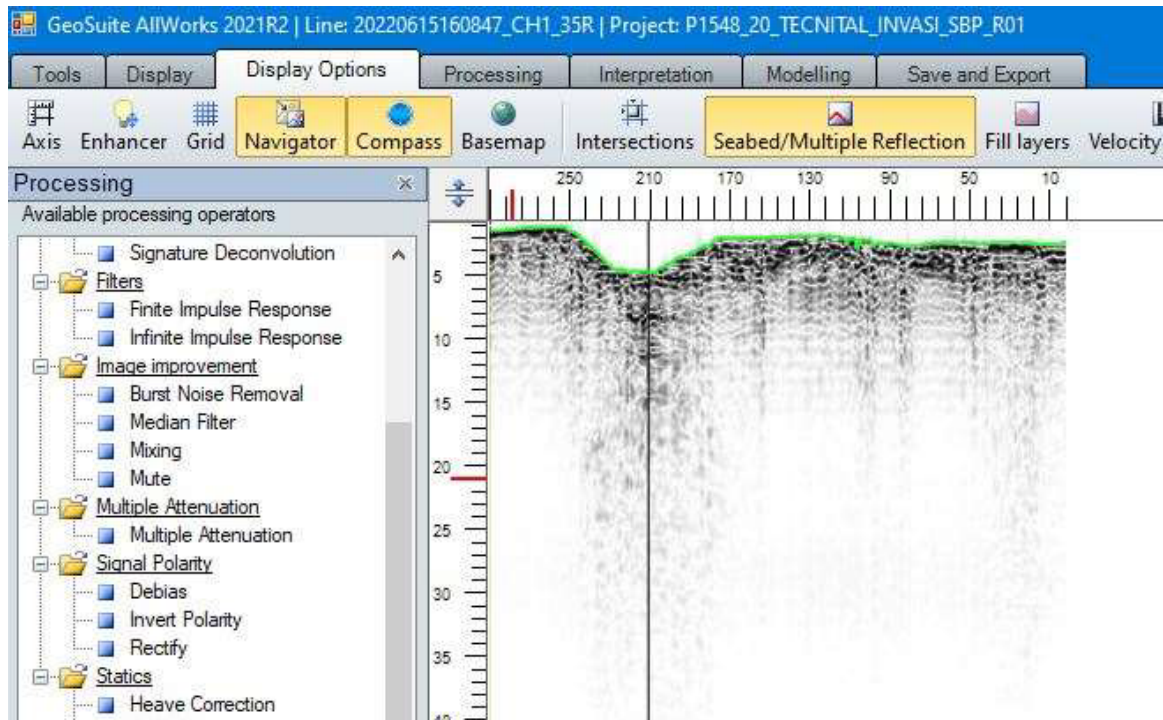 GeoSuite AllWorks 2021R2 | Line: 20220615160847_CH1_35R | Project: P1548_20_TECNITAL_INVASI_SBP_R01
Tools Display Display Options Processing Interpretation Modelling Save and Export
Axis Enhancer Grid Navigator Compass Basemap Intersections Seabed/Multiple Reflection Fill layers Velocity
Processing
Available processing operators
Signature Deconvolution
Filters
Finite Impulse Response
Infinite Impulse Response
Image improvement
Burst Noise Removal
Median Filter
Mixing
Mute
Multiple Attenuation
Multiple Attenuation
Signal Polarity
Debias
Invert Polarity
Rectify
Statics
Heave Correction
250 210 170 130 90 50 10
5
10
15
20
25
30
35
40